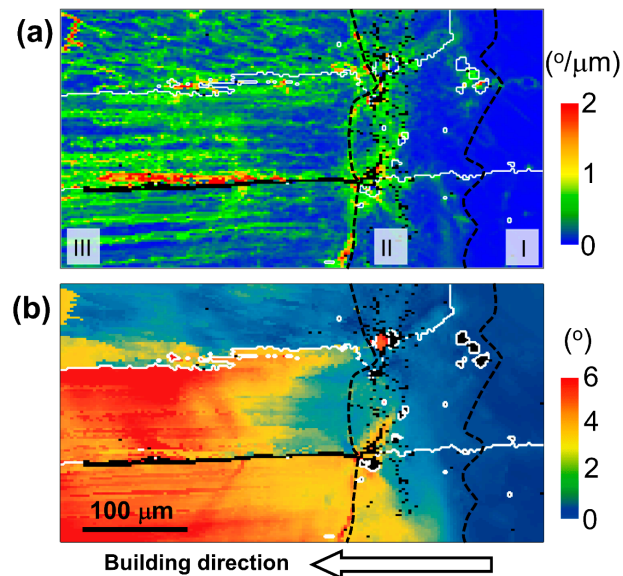 (a)
(°/μm)
2
1
0
III
II
I
(b)
(°)
6
4
2
0
100 μm
Building direction